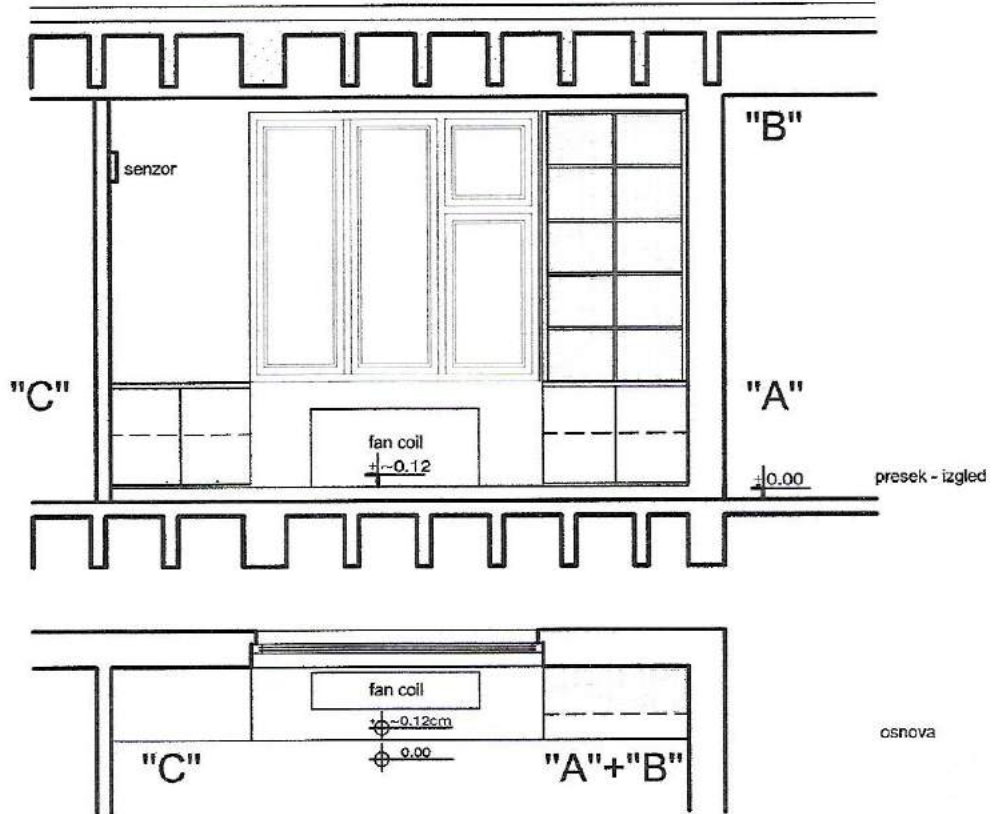 "B"
senzor
"C"
"A"
fan coil
±~0.12
±0.00
presek - izgled
fan coil
±~0.12cm
0.00
osnova
"C"
"A"+"B"